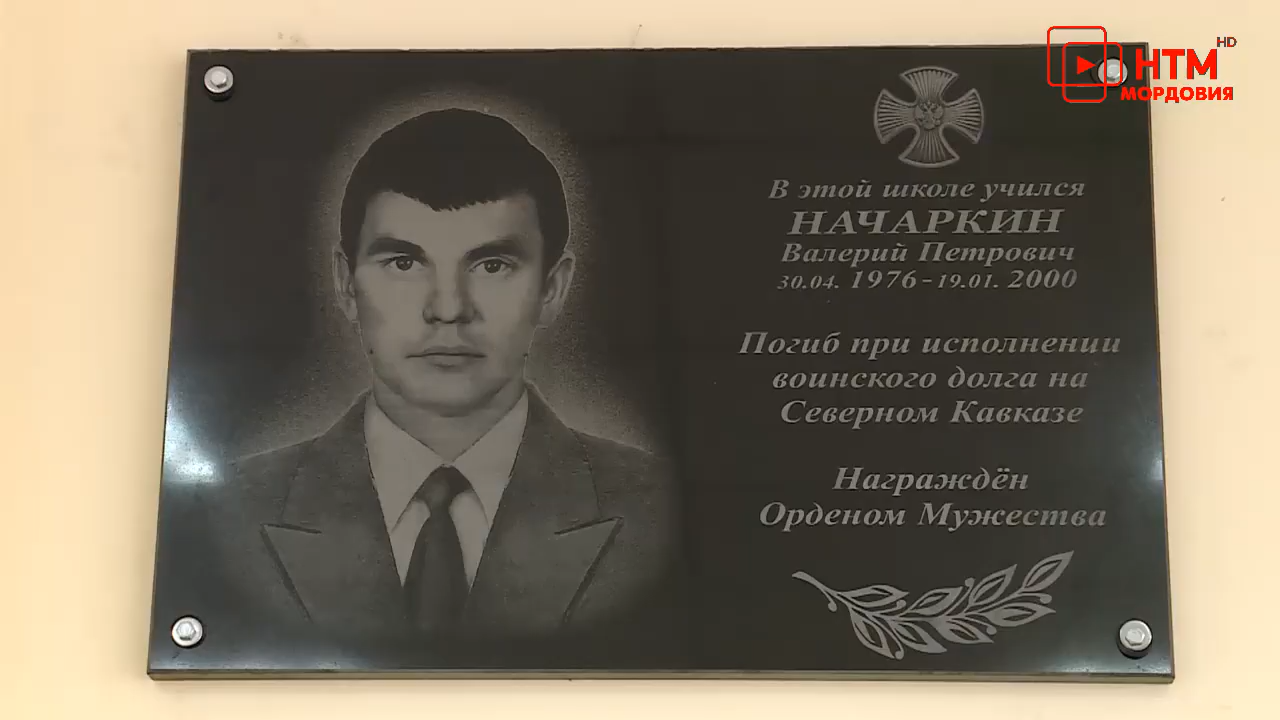 НТМ HD
МОРДОВИЯ
В этой школе учился
НАЧАРКИН
Валерий Петрович
30.04. 1976 - 19.01. 2000
Погиб при исполнении
воинского долга на
Северном Кавказе
Награждён
Орденом Мужества